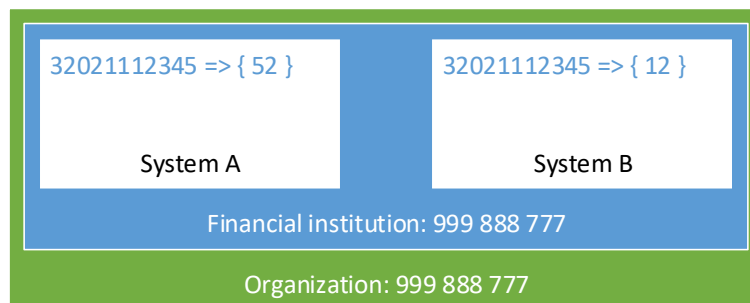 32021112345 => { 52 }
System A
32021112345 => { 12 }
System B
Financial institution: 999 888 777
Organization: 999 888 777